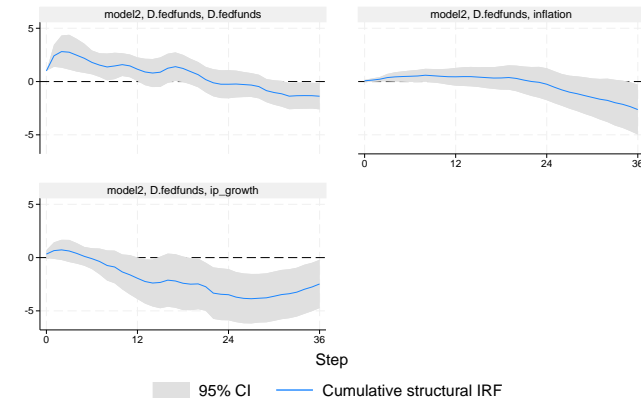 model2, D.fedfunds, D.fedfunds
model2, D.fedfunds, inflation
5
0
-5
0
12
24
36
model2, D.fedfunds, ip_growth
5
0
-5
0
12
24
36
Step
95% CI
Cumulative structural IRF